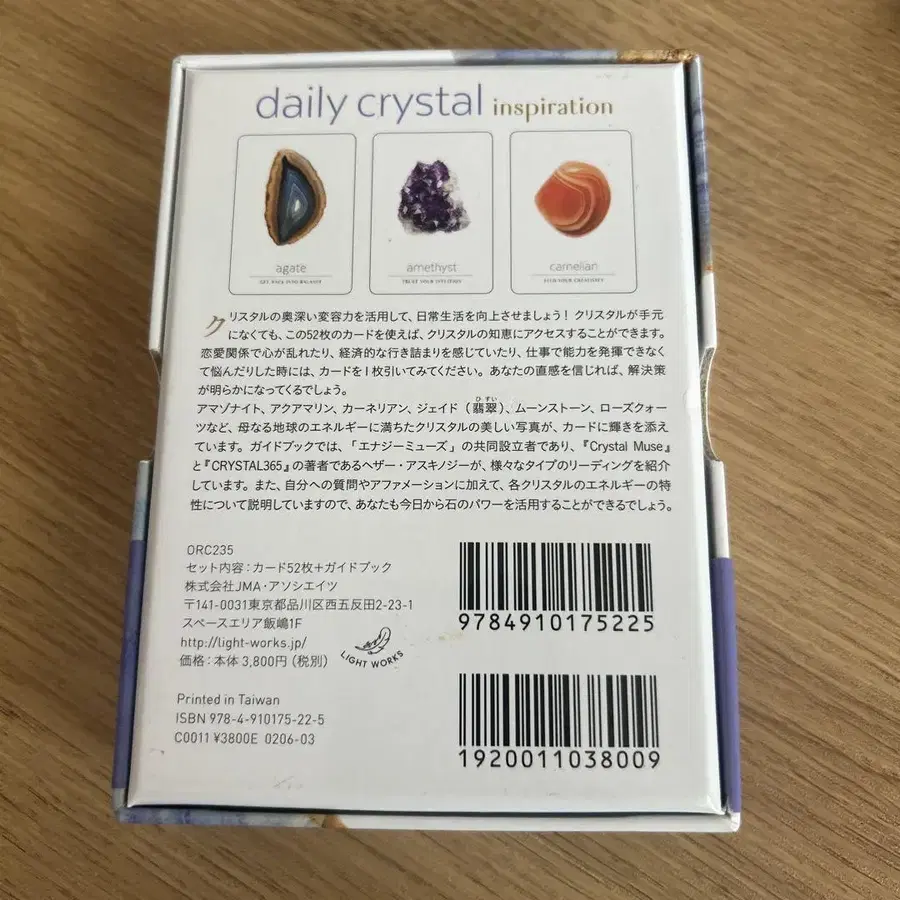 daily crystal inspiration
agate
GET BACK INTO BALANCE
amethyst
TRUST YOUR INTUITION
carnelian
FIND YOUR CREATIVITY
クリスタルの奥深い変容力を活用して、日常生活を向上させましょう！ クリスタルが手元
になくても、この52枚のカードを使えば、クリスタルの知恵にアクセスすることができます。
恋愛関係で心が乱れたり、経済的な行き詰まりを感じていたり、仕事で能力を発揮できなく
て悩んだりした時には、カードを1枚引いてみてください。あなたの直感を信じれば、解決策
が明らかになってくるでしょう。
ひすい
アマゾナイト、アクアマリン、カーネリアン、ジェイド（翡翠）、ムーンストーン、ローズクォー
ツなど、母なる地球のエネルギーに満ちたクリスタルの美しい写真が、カードに輝きを添え
ています。ガイドブックでは、「エナジーミューズ」の共同設立者であり、『Crystal Muse』
と『CRYSTAL365』の著者であるヘザー・アスキノジーが、様々なタイプのリーディングを紹介
しています。また、自分への質問やアファメーションに加えて、各クリスタルのエネルギーの特
性について説明していますので、あなたも今日から石のパワーを活用することができるでしょう。
ORC235
セット内容：カード52枚＋ガイドブック
株式会社JMA・アソシエイツ
〒141-0031東京都品川区西五反田2-23-1
スペースエリア飯嶋1F
http://light-works.jp/
価格：本体 3,800円（税別）
LIGHT WORKS
Printed in Taiwan
ISBN 978-4-910175-22-5
C0011 ¥3800E 0206-03
9784910175225
1920011038009